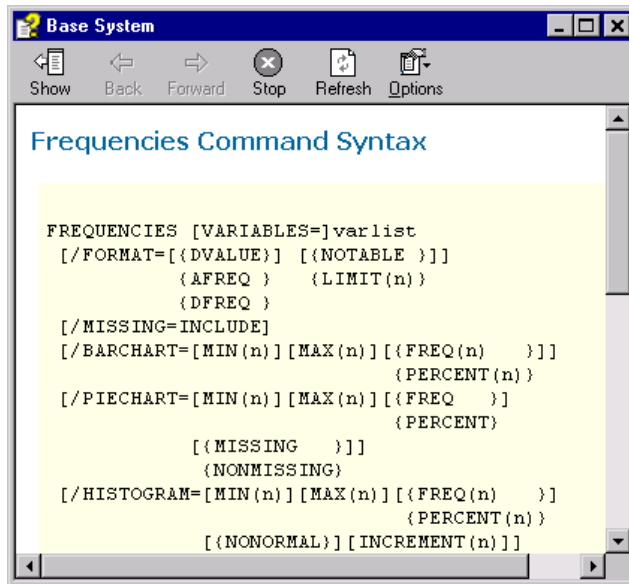 Base System
Show Back Forward Stop Refresh Options
Frequencies Command Syntax
FREQUENCIES [VARIABLES=]varlist
[/FORMAT=[{DVALUE}] [{NOTABLE }]]
{AFREQ } {LIMIT(n)}
{DFREQ }
[/MISSING=INCLUDE]
[/BARCHART=[MIN(n)][MAX(n)][{FREQ(n) }]]
{PERCENT(n)}
[/PIECHART=[MIN(n)][MAX(n)][{FREQ }]
{PERCENT}
[{MISSING }]]
{NONMISSING}
[/HISTOGRAM=[MIN(n)][MAX(n)][{FREQ(n) }]
{PERCENT(n)}
[{NONORMAL}][INCREMENT(n)]]